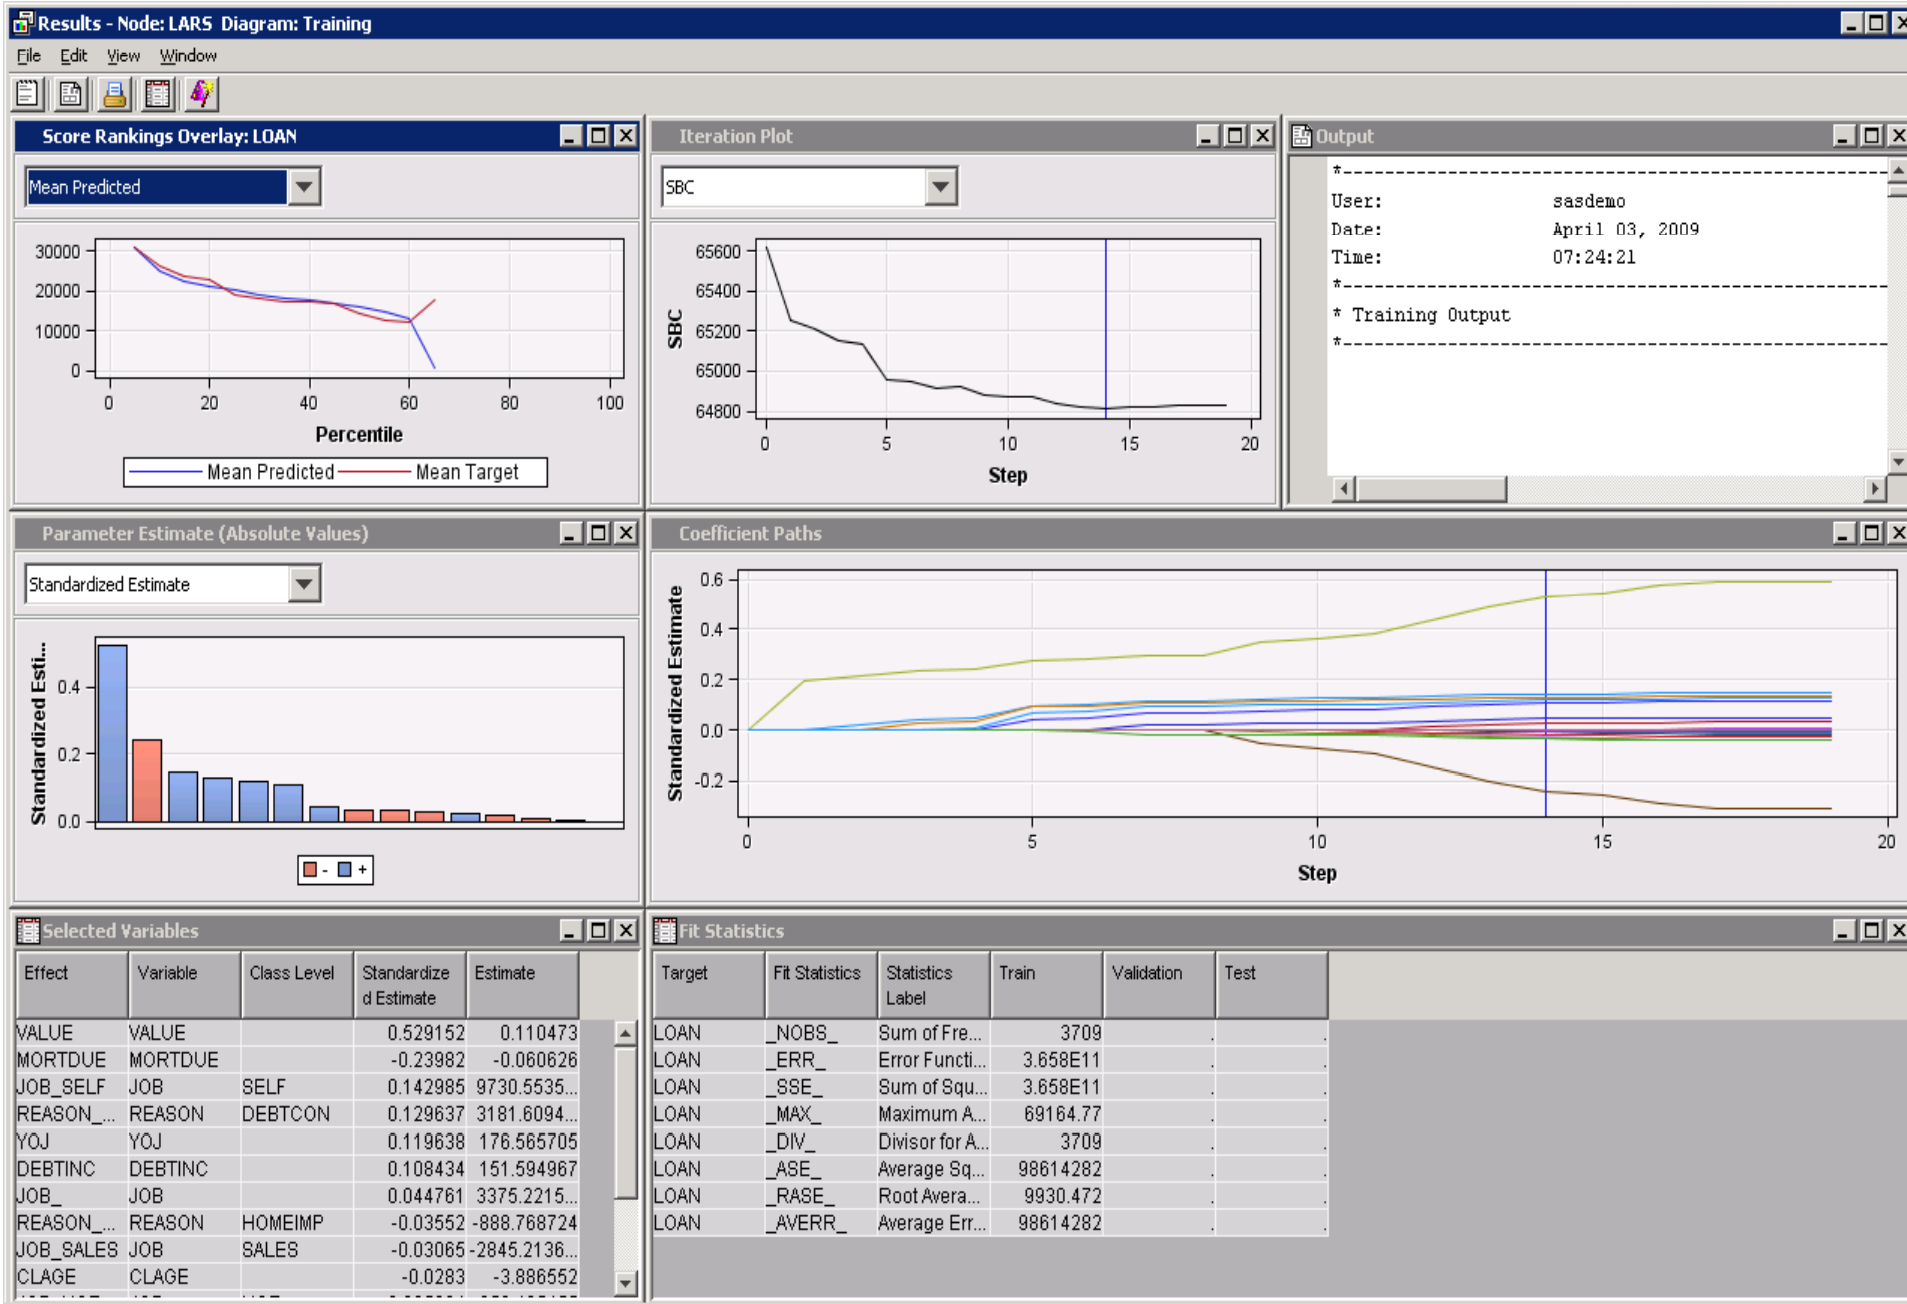 Results - Node: LARS  Diagram: Training
File Edit View Window
Score Rankings Overlay: LOAN
Mean Predicted
30000
20000
10000
0
0 20 40 60 80 100
Percentile
Mean Predicted Mean Target
Iteration Plot
SBC
65600
65400
65200
65000
64800
SBC
0 5 10 15 20
Step
Output
*------------------------------------------------------------
User: sasdemo
Date: April 03, 2009
Time: 07:24:21
*------------------------------------------------------------
* Training Output
*------------------------------------------------------------
Parameter Estimate (Absolute Values)
Standardized Estimate
Standardized Esti...
0.4
0.2
0.0
- +
Coefficient Paths
Standardized Estimate
0.6
0.4
0.2
0.0
-0.2
0 5 10 15 20
Step
Selected Variables
Effect Variable Class Level Standardized Estimate Estimate
VALUE VALUE 0.529152 0.110473
MORTDUE MORTDUE -0.23982 -0.060626
JOB_SELF JOB SELF 0.142985 9730.5535...
REASON_... REASON DEBTCON 0.129637 3181.6094...
YOJ YOJ 0.119638 176.565705
DEBTINC DEBTINC 0.108434 151.594967
JOB_ JOB 0.044761 3375.2215...
REASON_... REASON HOMEIMP -0.03552 -888.768724
JOB_SALES JOB SALES -0.03065 -2845.2136...
CLAGE CLAGE -0.0283 -3.886552
Fit Statistics
Target Fit Statistics Statistics Label Train Validation Test
LOAN _NOBS_ Sum of Fre... 3709 . .
LOAN _ERR_ Error Functi... 3.658E11 . .
LOAN _SSE_ Sum of Squ... 3.658E11 . .
LOAN _MAX_ Maximum A... 69164.77 . .
LOAN _DIV_ Divisor for A... 3709 . .
LOAN _ASE_ Average Sq... 98614282 . .
LOAN _RASE_ Root Avera... 9930.472 . .
LOAN _AVERR_ Average Err... 98614282 . .